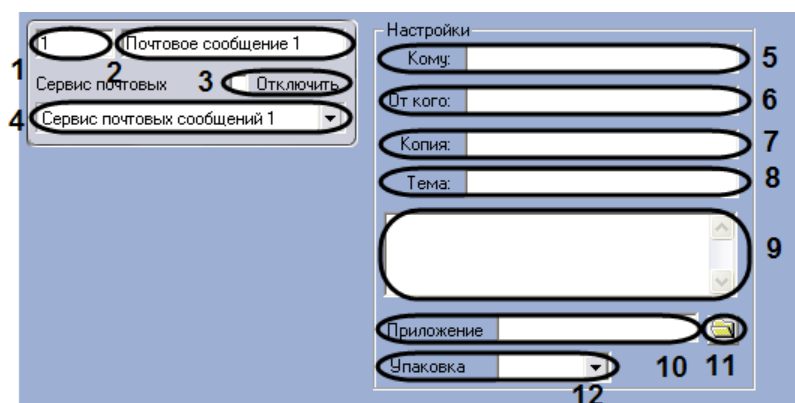 1 Почтовое сообщение 1
1 2
Сервис почтовых 3 Отключить
4 Сервис почтовых сообщений 1
Настройки
Кому: 5
От кого: 6
Копия: 7
Тема: 8
9
Приложение
Упаковка 10 11
12